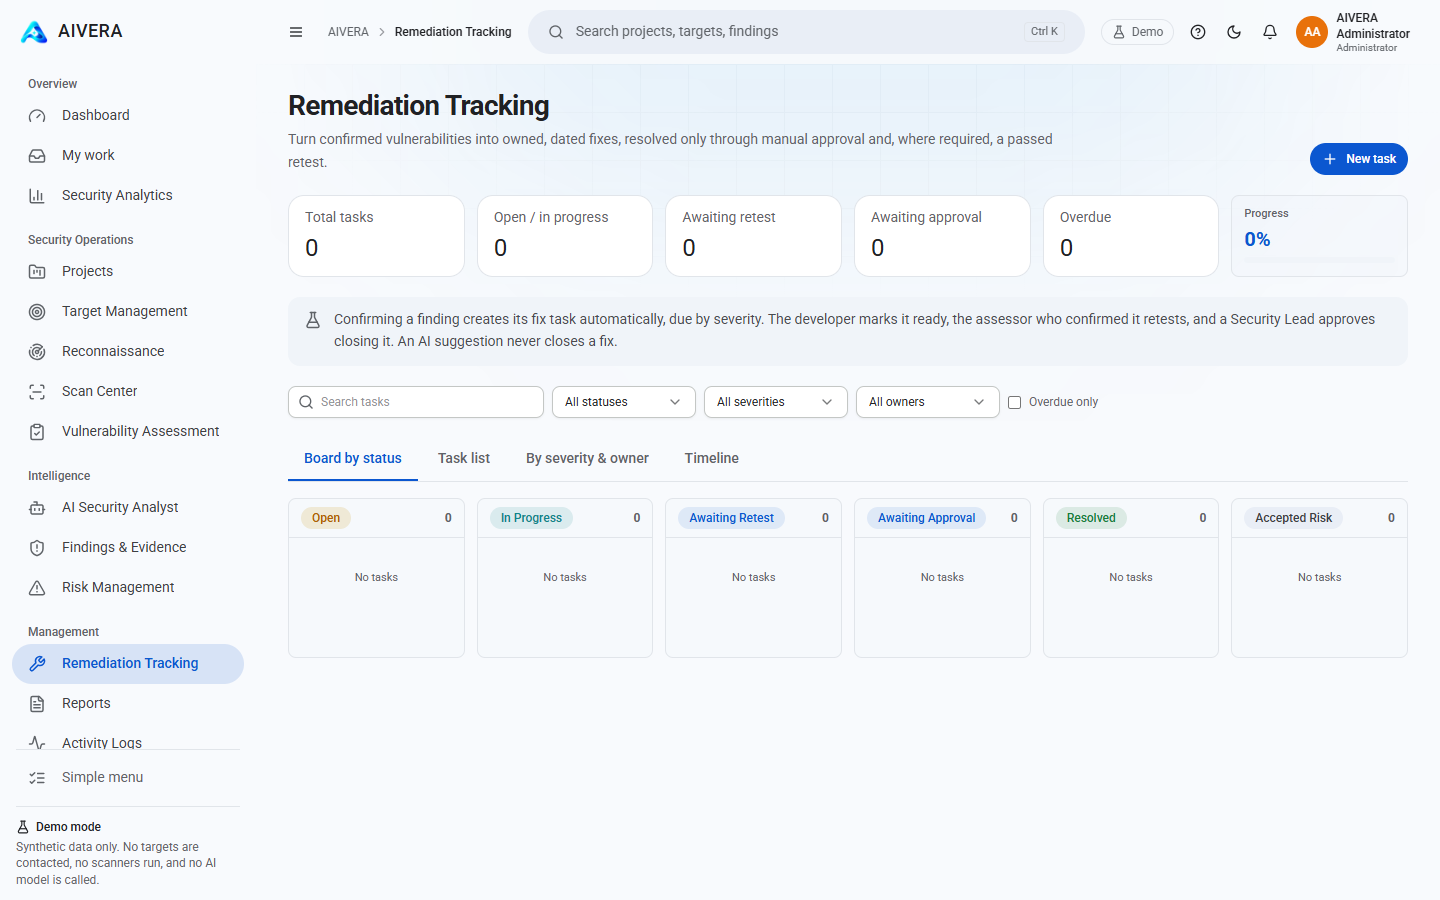 AIVERA
AIVERA
Remediation Tracking
Search projects, targets, findings
Ctrl K
Demo
AA
AIVERA
Administrator
Administrator
Overview
Dashboard
My work
Security Analytics
Security Operations
Projects
Target Management
Reconnaissance
Scan Center
Vulnerability Assessment
Intelligence
AI Security Analyst
Findings & Evidence
Risk Management
Management
Remediation Tracking
Reports
Activity Logs
Simple menu
Demo mode
Synthetic data only. No targets are
contacted, no scanners run, and no AI
model is called.
Remediation Tracking
Turn confirmed vulnerabilities into owned, dated fixes, resolved only through manual approval and, where required, a passed
retest.
New task
Total tasks
0
Open / in progress
0
Awaiting retest
0
Awaiting approval
0
Overdue
0
Progress
0%
Confirming a finding creates its fix task automatically, due by severity. The developer marks it ready, the assessor who confirmed it retests, and a Security Lead approves
closing it. An AI suggestion never closes a fix.
Search tasks
All statuses
All severities
All owners
Overdue only
Board by status
Task list
By severity & owner
Timeline
Open 0
No tasks
In Progress 0
No tasks
Awaiting Retest 0
No tasks
Awaiting Approval 0
No tasks
Resolved 0
No tasks
Accepted Risk 0
No tasks